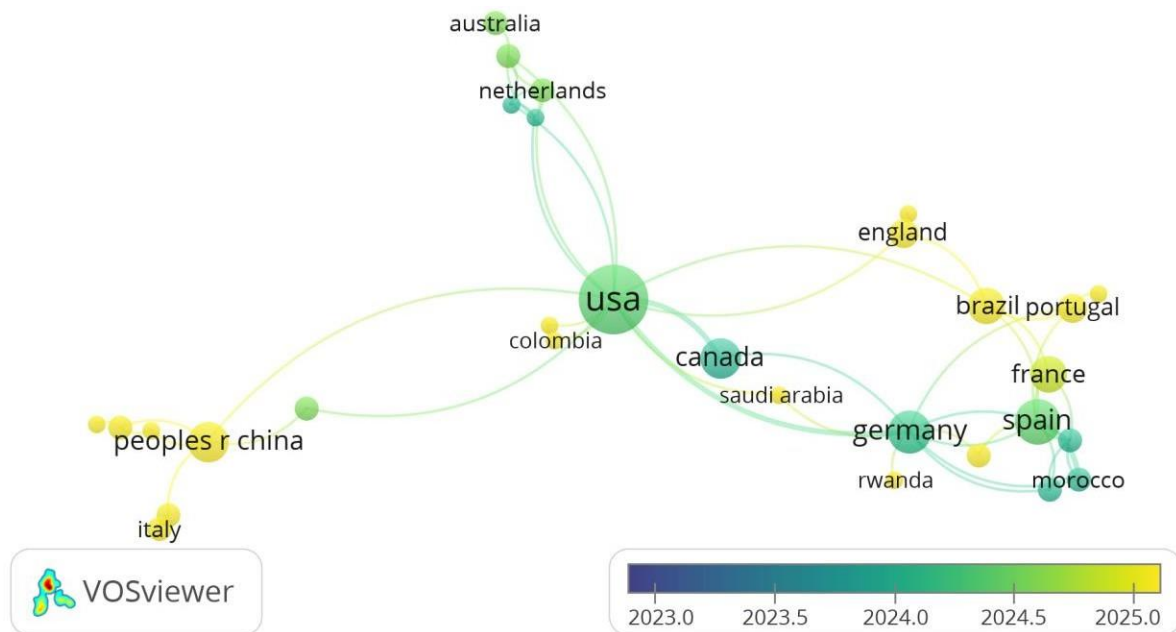 australia
netherlands
england
usa
brazil
portugal
colombia
canada
france
saudi arabia
spain
germany
peoples r china
rwanda
morocco
italy
VOSviewer
2023.0
2023.5
2024.0
2024.5
2025.0